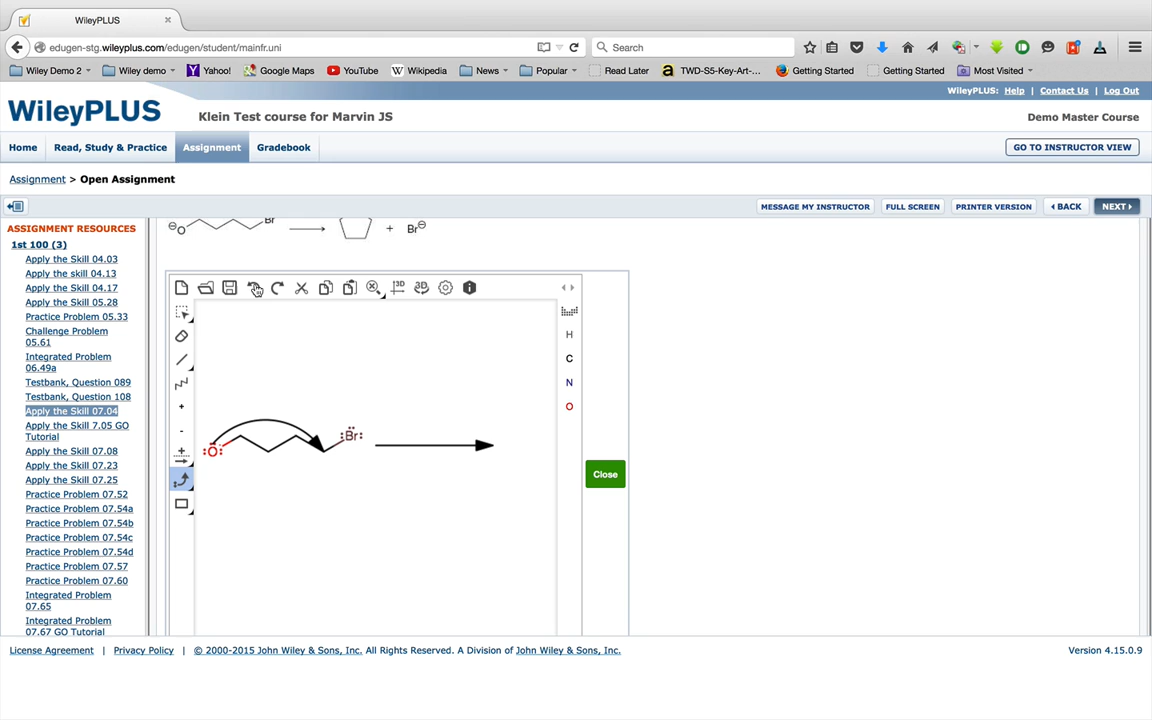 WileyPLUS
edugen-stg.wileyplus.com/edugen/student/mainfr.uni
Search
Wiley Demo 2
Wiley demo
Yahoo!
Google Maps
YouTube
Wikipedia
News
Popular
Read Later
TWD-S5-Key-Art-...
Getting Started
Getting Started
Most Visited
WileyPLUS: Help | Contact Us | Log Out
WileyPLUS
Klein Test course for Marvin JS
Demo Master Course
Home
Read, Study & Practice
Assignment
Gradebook
GO TO INSTRUCTOR VIEW
Assignment > Open Assignment
MESSAGE MY INSTRUCTOR
FULL SCREEN
PRINTER VERSION
BACK
NEXT
ASSIGNMENT RESOURCES
1st 100 (3)
Apply the Skill 04.03
Apply the skill 04.13
Apply the Skill 04.17
Apply the Skill 05.28
Practice Problem 05.33
Challenge Problem
05.61
Integrated Problem
06.49a
Testbank, Question 089
Testbank, Question 108
Apply the Skill 07.04
Apply the Skill 7.05 GO
Tutorial
Apply the Skill 07.08
Apply the Skill 07.23
Apply the Skill 07.25
Practice Problem 07.52
Practice Problem 07.54a
Practice Problem 07.54b
Practice Problem 07.54c
Practice Problem 07.54d
Practice Problem 07.57
Practice Problem 07.60
Integrated Problem
07.65
Integrated Problem
07.67 GO Tutorial
⊖O Br + Br⊖
3D
3D
H
C
N
O
:Ö: :Br:
Close
License Agreement | Privacy Policy | © 2000-2015 John Wiley & Sons, Inc. All Rights Reserved. A Division of John Wiley & Sons, Inc.
Version 4.15.0.9